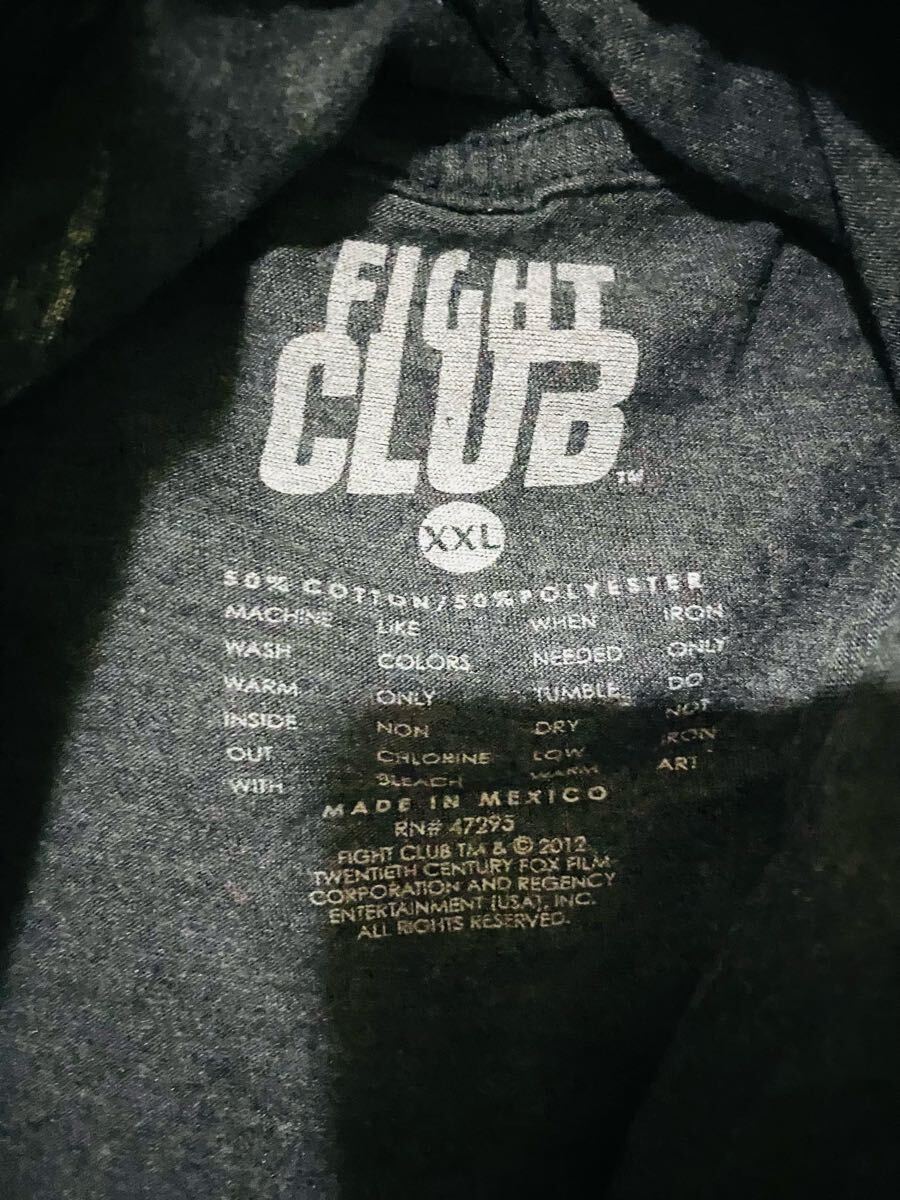 FIGHT
CLUB™
XXL
50% COTTON/50% POLYESTER
MACHINE LIKE WHEN IRON
WASH COLORS NEEDED ONLY
WARM ONLY TUMBLE DO
INSIDE NON DRY NOT
OUT CHLORINE LOW IRON
WITH BLEACH WARM ART
MADE IN MEXICO
RN# 47295
FIGHT CLUB TM & © 2012
TWENTIETH CENTURY FOX FILM
CORPORATION AND REGENCY
ENTERTAINMENT (USA), INC.
ALL RIGHTS RESERVED.